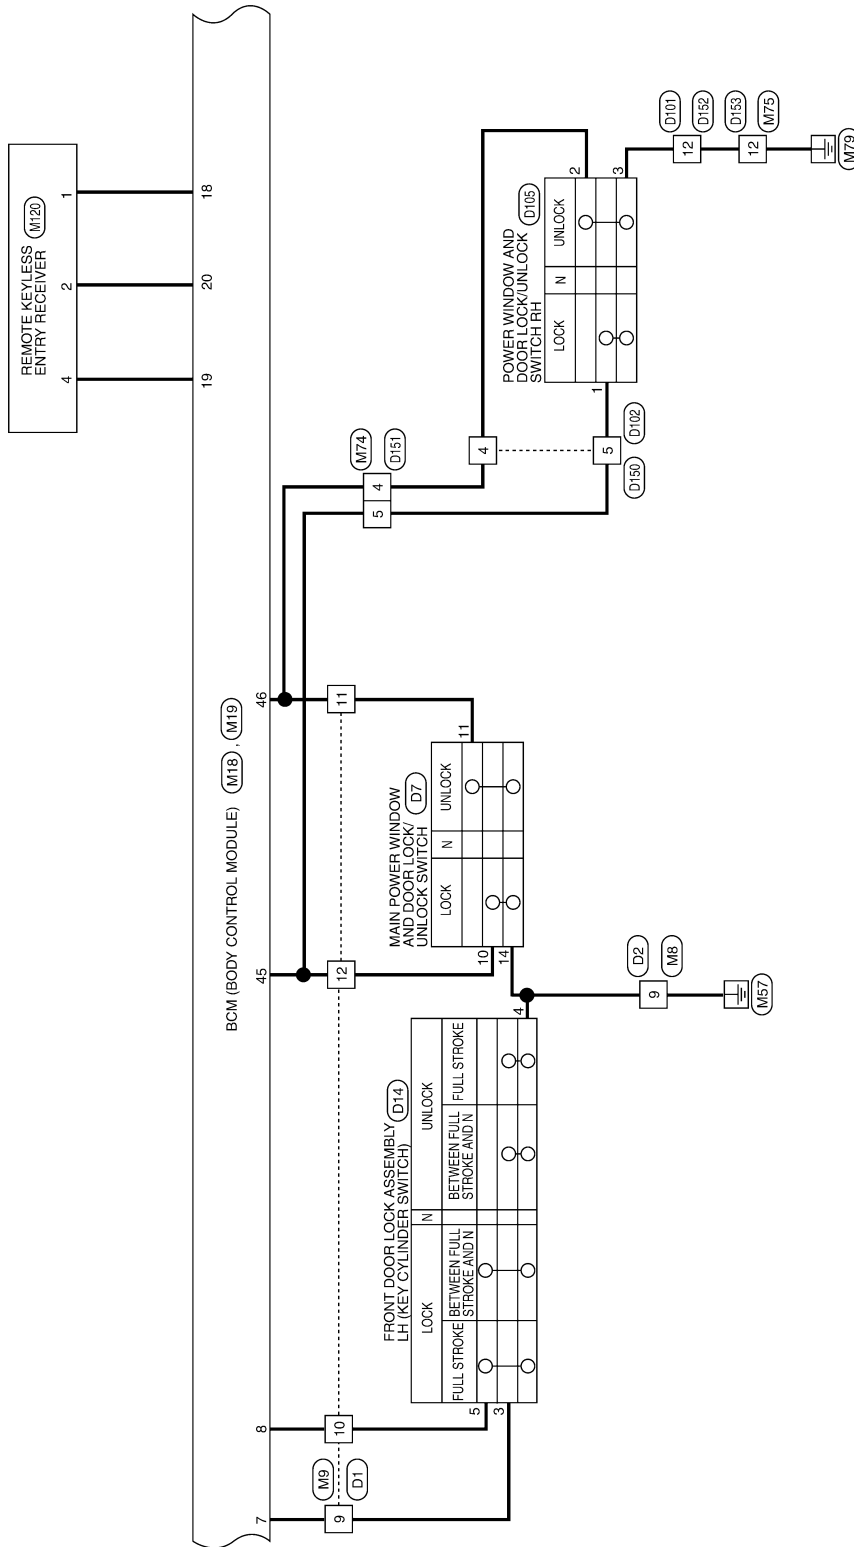 REMOTE KEYLESS
ENTRY RECEIVER
M120
4
2
1
19
20
18
BCM (BODY CONTROL MODULE)
M18 , M19
7
8
45
46
M9
D1
9
10
12
11
M74
D151
5
4
4
5
D150
D102
FRONT DOOR LOCK ASSEMBLY
LH (KEY CYLINDER SWITCH)
D14
LOCK
N
UNLOCK
FULL STROKE
BETWEEN FULL
STROKE AND N
BETWEEN FULL
STROKE AND N
FULL STROKE
5
3
4
MAIN POWER WINDOW
AND DOOR LOCK/
UNLOCK SWITCH
D7
LOCK
N
UNLOCK
10
14
11
D2
M8
9
M57
POWER WINDOW AND
DOOR LOCK/UNLOCK
SWITCH RH
D105
LOCK
N
UNLOCK
1
2
3
D101
D152
12
D153
M75
12
M79